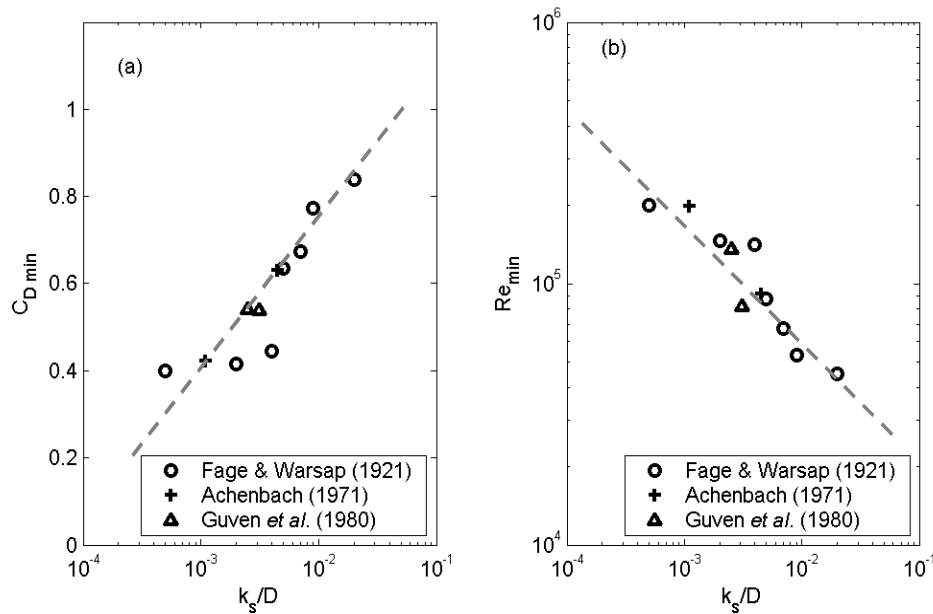 (a)
C_D min
1
0.8
0.6
0.4
0.2
0
10^-4
10^-3
10^-2
10^-1
k_s/D
Fage & Warsap (1921)
Achenbach (1971)
Guven et al. (1980)
(b)
Re_min
10^6
10^5
10^4
10^-4
10^-3
10^-2
10^-1
k_s/D
Fage & Warsap (1921)
Achenbach (1971)
Guven et al. (1980)